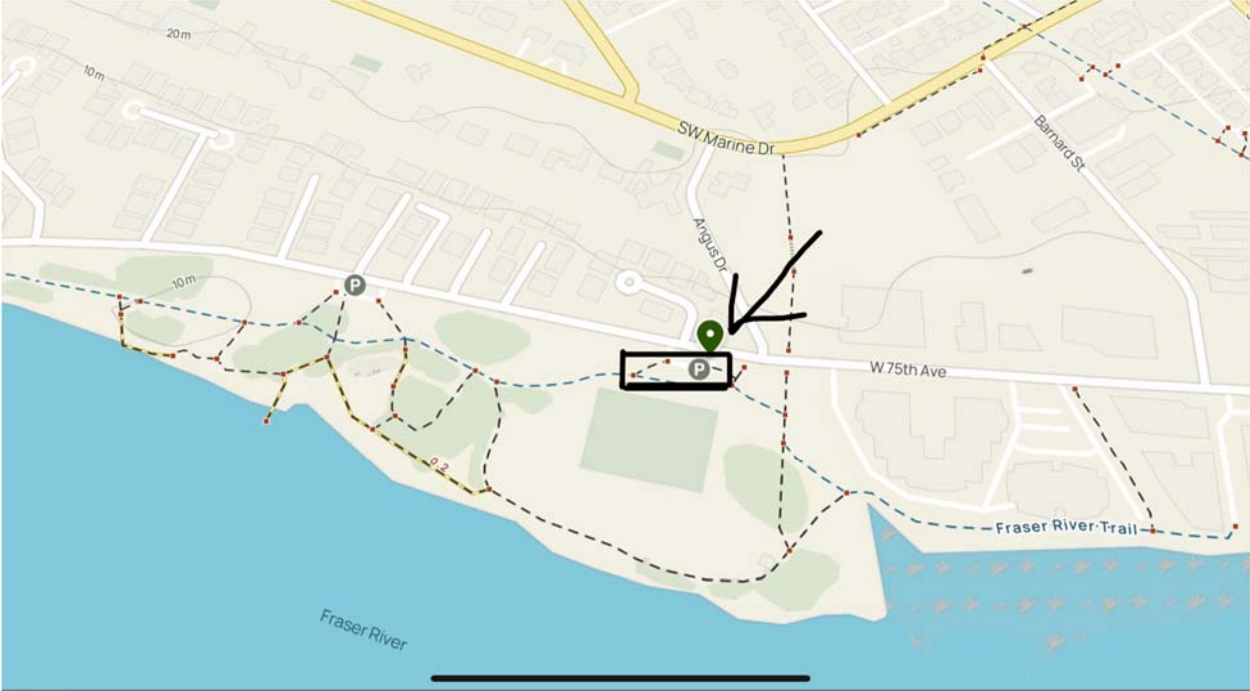 20m
10m
SW Marine Dr
Barnard St
Angus Dr
P
10m
P
W 75th Ave
0.2
Fraser River Trail
Fraser River